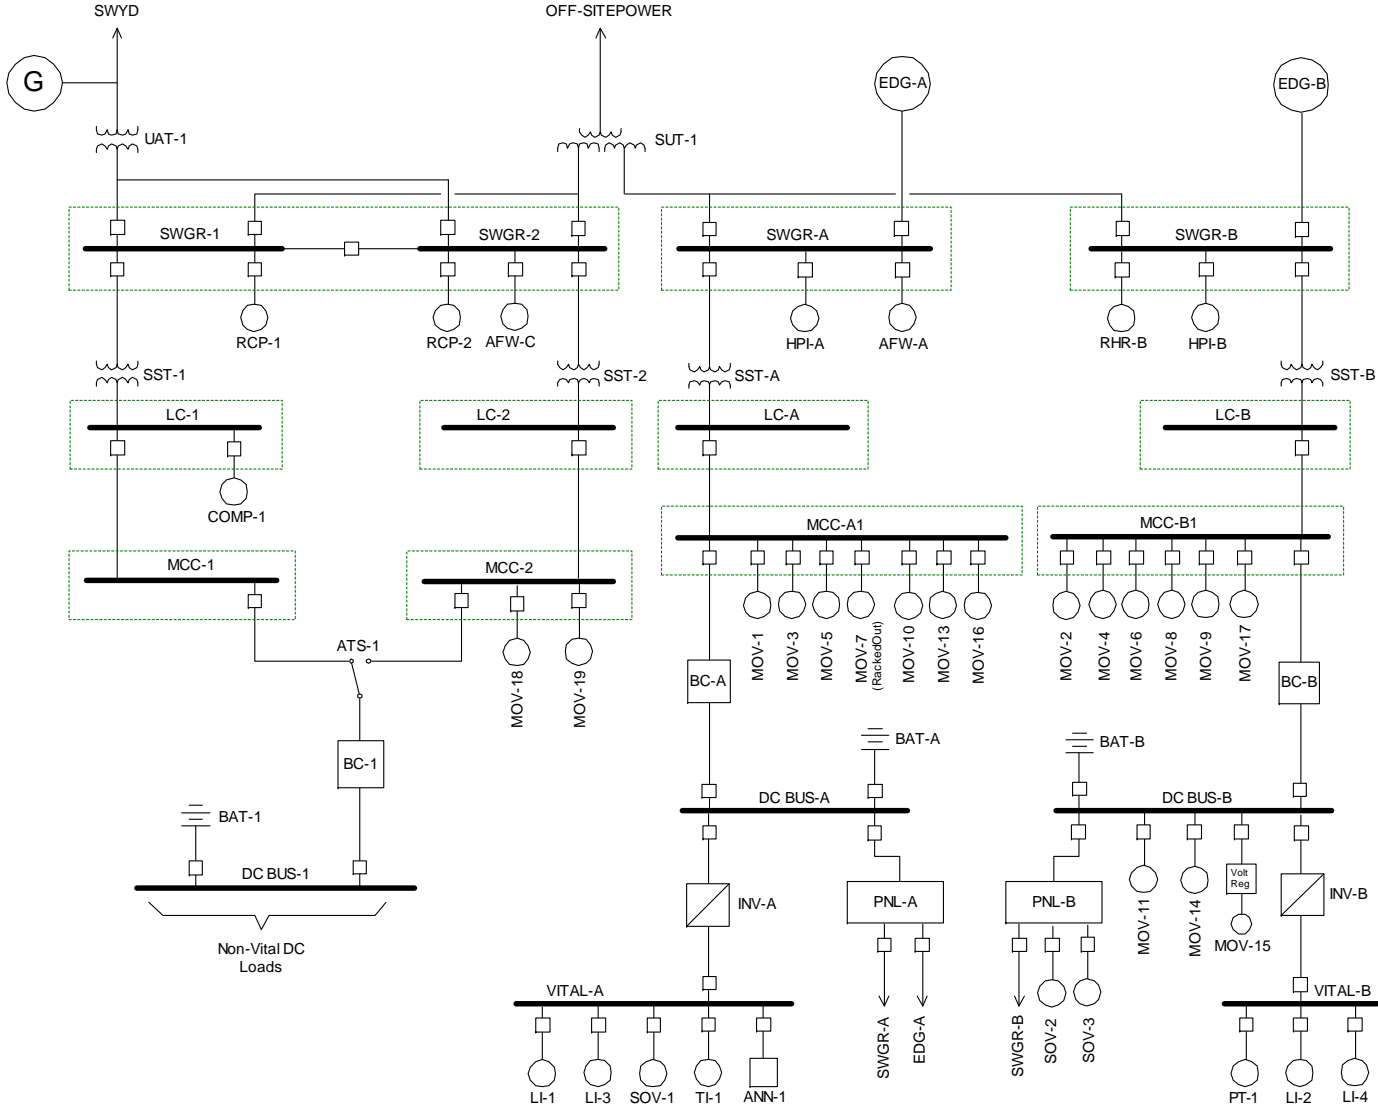 SWYD
OFF-SITEPOWER
G
EDG-A
EDG-B
UAT-1
SUT-1
SWGR-1
SWGR-2
SWGR-A
SWGR-B
RCP-1
RCP-2
AFW-C
HPI-A
AFW-A
RHR-B
HPI-B
SST-1
SST-2
SST-A
SST-B
LC-1
LC-2
LC-A
LC-B
COMP-1
MCC-A1
MCC-B1
MCC-1
MCC-2
MOV-1
MOV-3
MOV-5
MOV-7
(RackedOut)
MOV-10
MOV-13
MOV-16
MOV-2
MOV-4
MOV-6
MOV-8
MOV-9
MOV-17
ATS-1
MOV-18
MOV-19
BC-A
BC-B
BC-1
BAT-A
BAT-B
DC BUS-A
DC BUS-B
BAT-1
DC BUS-1
Non-Vital DC
Loads
INV-A
PNL-A
PNL-B
MOV-11
MOV-14
Volt
Reg
MOV-15
INV-B
SWGR-A
EDG-A
SWGR-B
SOV-2
SOV-3
VITAL-A
VITAL-B
LI-1
LI-3
SOV-1
TI-1
ANN-1
PT-1
LI-2
LI-4